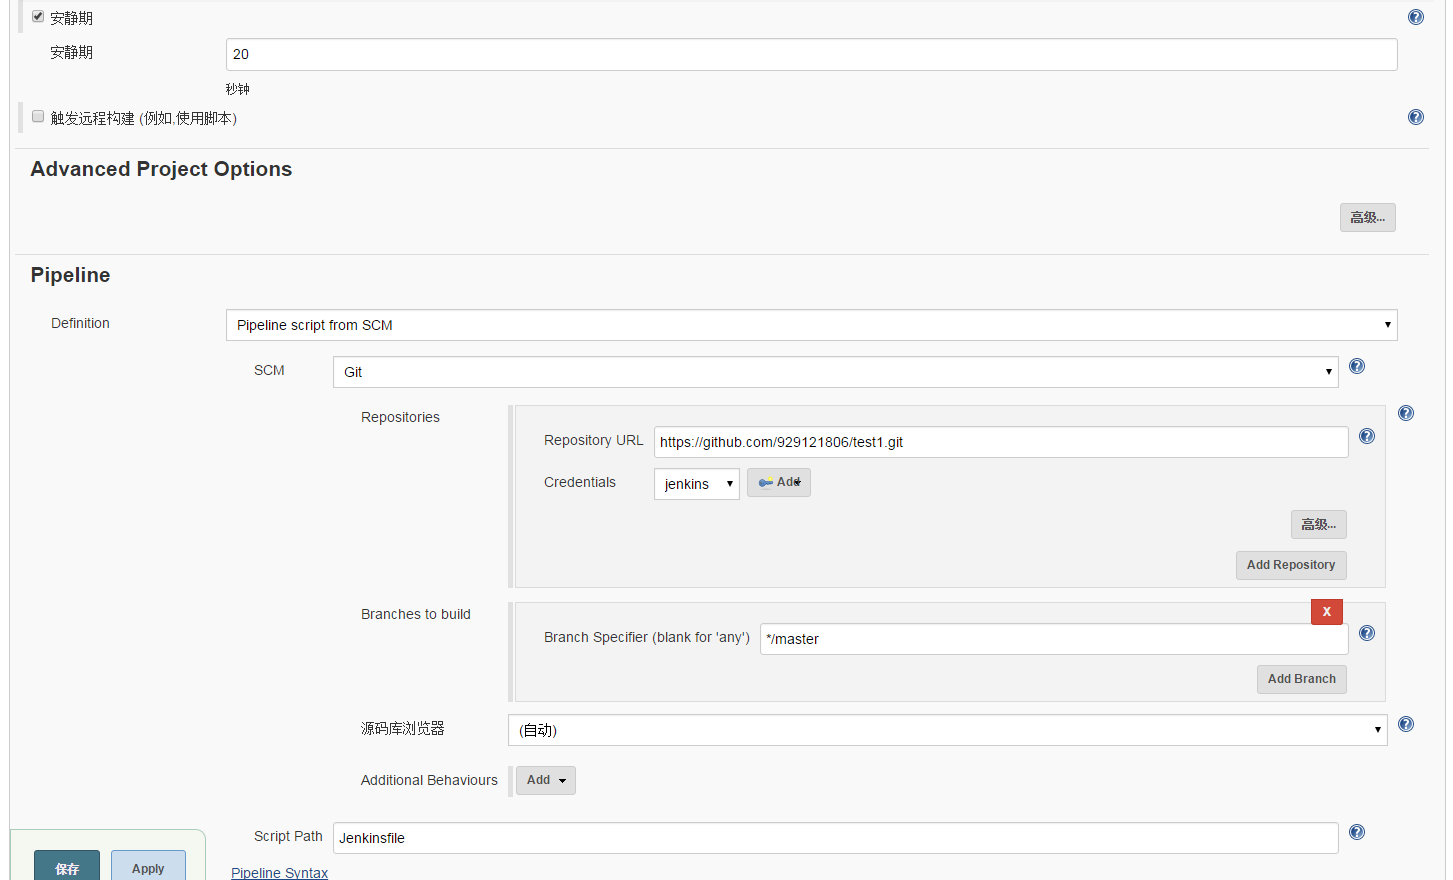 安静期
安静期 20
秒钟
触发远程构建 (例如,使用脚本)
Advanced Project Options
高级...
Pipeline
Definition Pipeline script from SCM
SCM Git
Repositories
Repository URL https://github.com/929121806/test1.git
Credentials jenkins Add
高级...
Add Repository
Branches to build
X
Branch Specifier (blank for 'any') */master
Add Branch
源码库浏览器 (自动)
Additional Behaviours Add
Script Path Jenkinsfile
保存 Apply
Pipeline Syntax